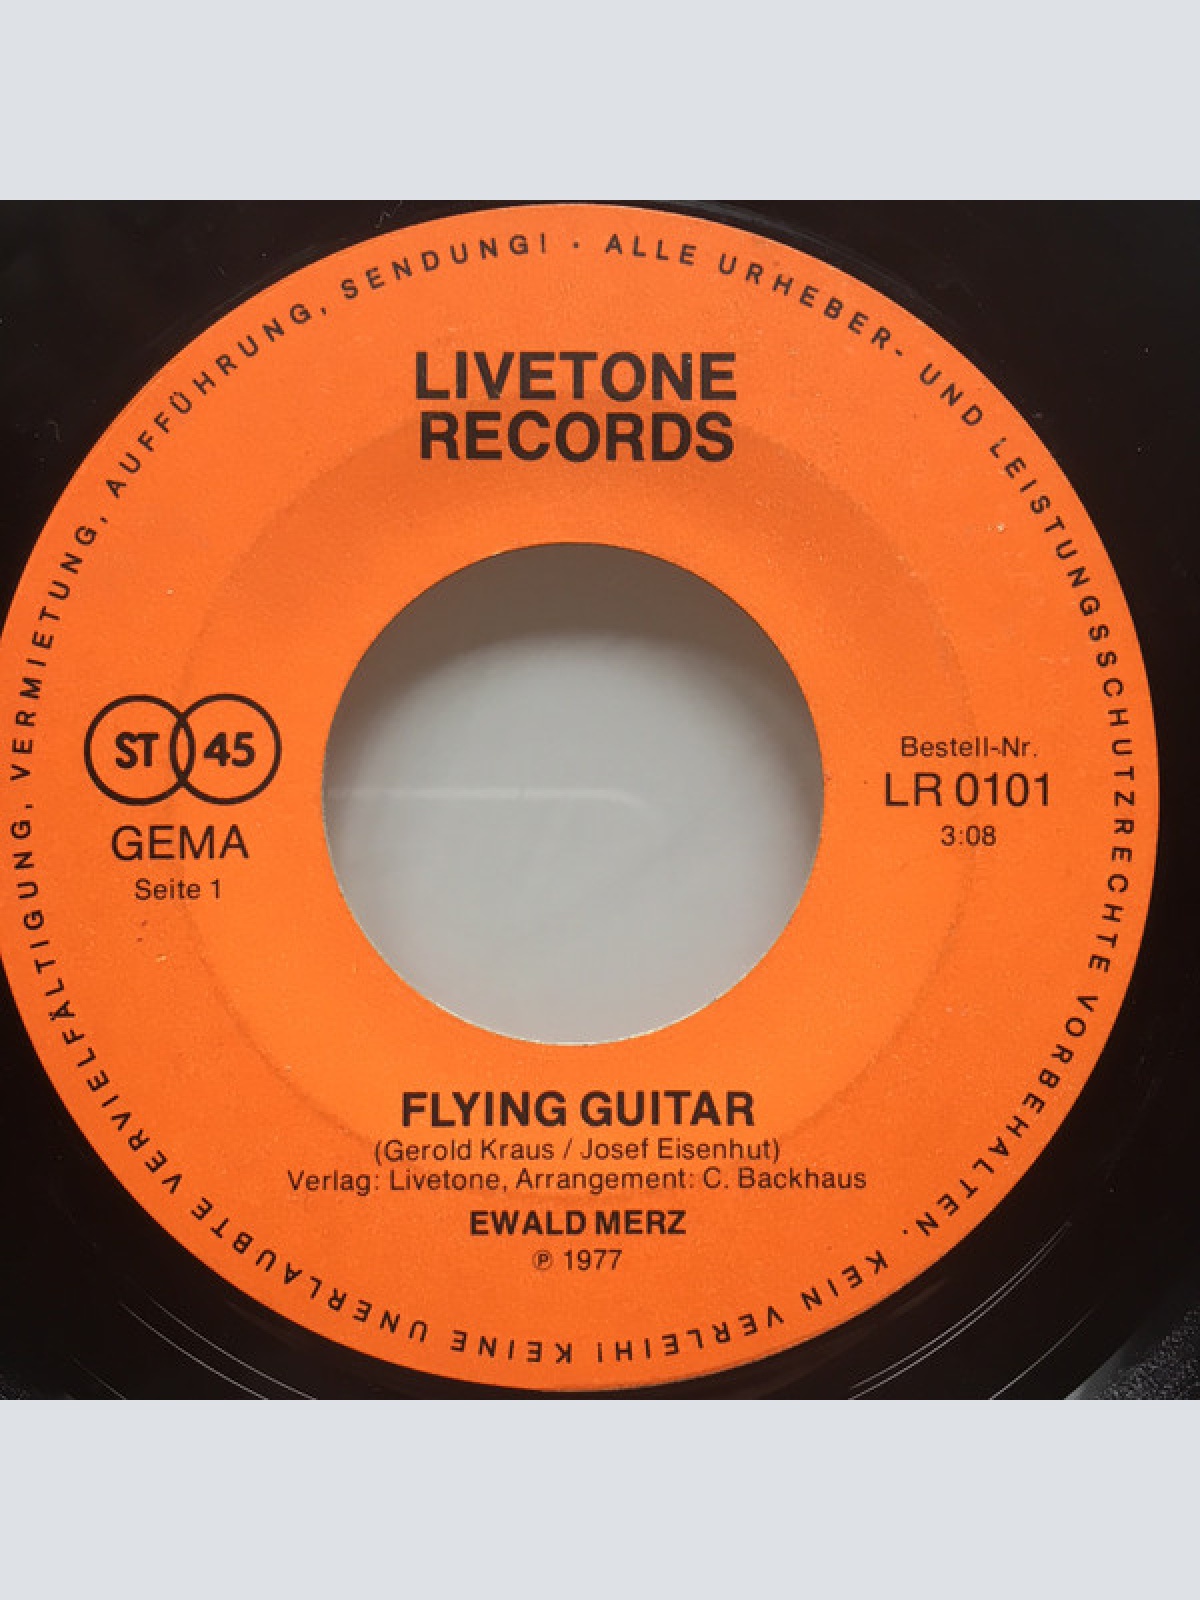 ALLE URHEBER- UND LEISTUNGSSCHUTZRECHTE VORBEHALTEN. KEIN VERLEIH! KEINE UNERLAUBTE VERVIELFÄLTIGUNG, VERMIETUNG, AUFFÜHRUNG, SENDUNG! ·
LIVETONE
RECORDS
ST 45
GEMA
Seite 1
Bestell-Nr.
LR 0101
3:08
FLYING GUITAR
(Gerold Kraus / Josef Eisenhut)
Verlag: Livetone, Arrangement: C. Backhaus
EWALD MERZ
℗ 1977